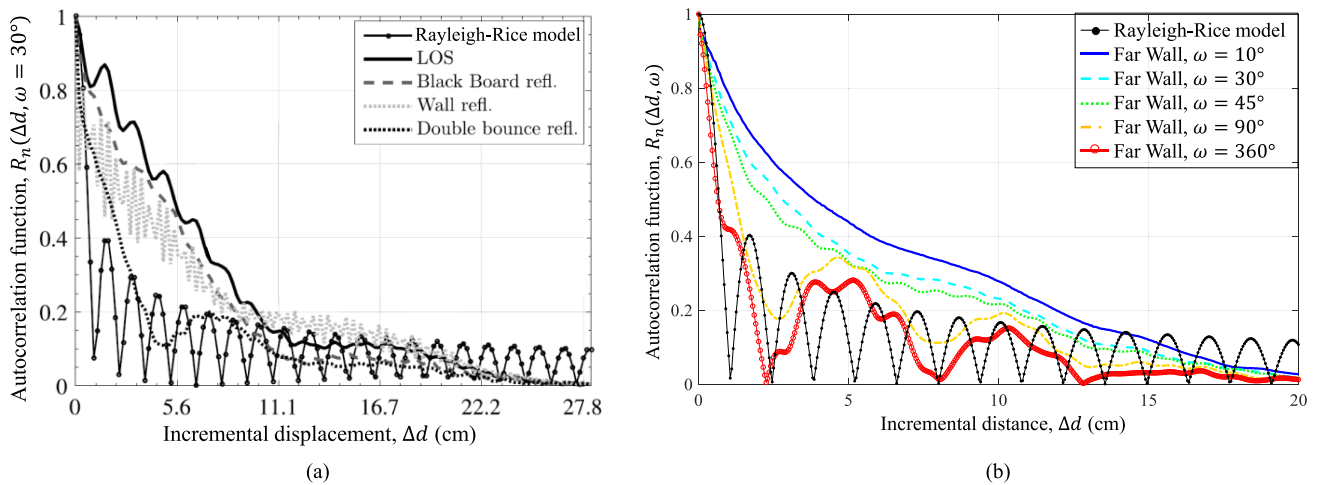 Autocorrelation function, Rₙ(Δd, ω = 30°)
1
0.8
0.6
0.4
0.2
0
Rayleigh-Rice model
LOS
Black Board refl.
Wall refl.
Double bounce refl.
0 5.6 11.1 16.7 22.2 27.8
Incremental displacement, Δd (cm)
(a)
Autocorrelation function, Rₙ(Δd, ω)
1
0.8
0.6
0.4
0.2
0
Rayleigh-Rice model
Far Wall, ω = 10°
Far Wall, ω = 30°
Far Wall, ω = 45°
Far Wall, ω = 90°
Far Wall, ω = 360°
0 5 10 15 20
Incremental distance, Δd (cm)
(b)